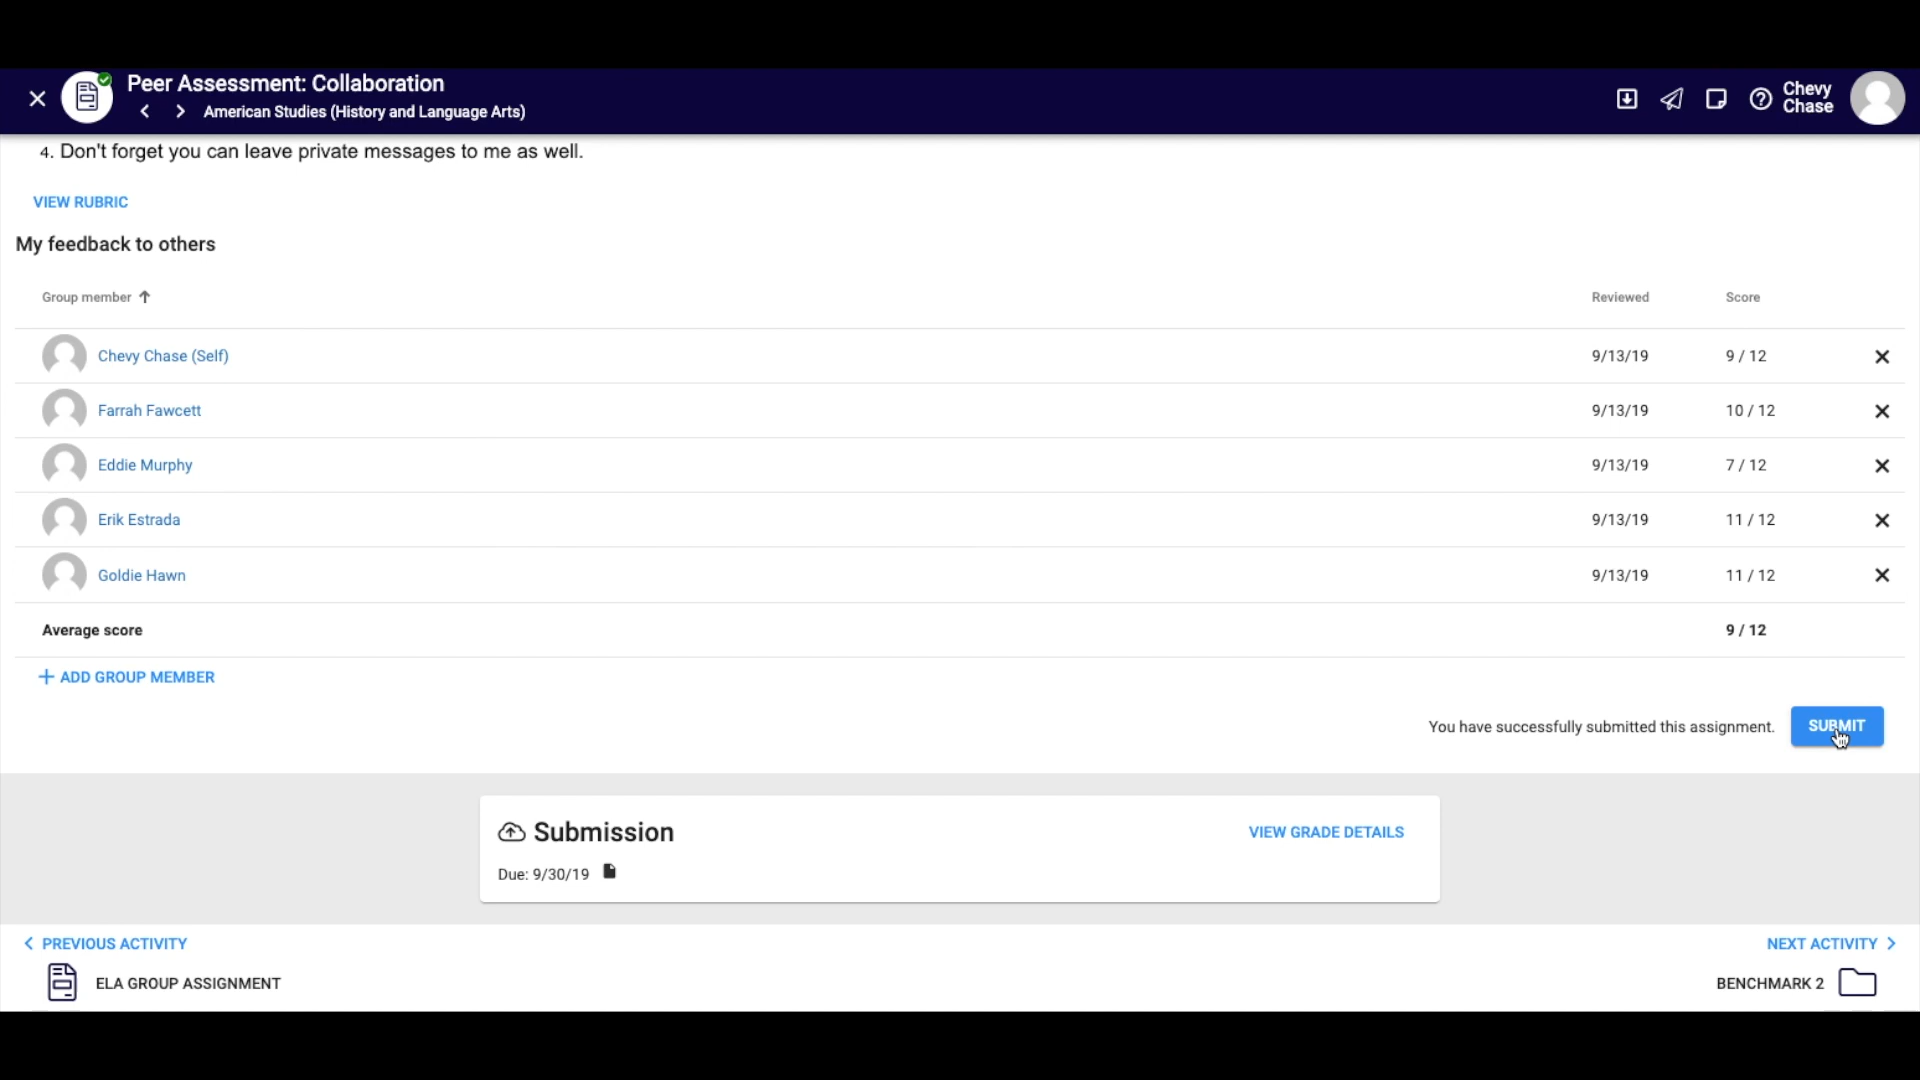 Peer Assessment: Collaboration
American Studies (History and Language Arts)
Chevy
Chase
4. Don't forget you can leave private messages to me as well.
VIEW RUBRIC
My feedback to others
Group member Reviewed Score
Chevy Chase (Self) 9/13/19 9 / 12
Farrah Fawcett 9/13/19 10 / 12
Eddie Murphy 9/13/19 7 / 12
Erik Estrada 9/13/19 11 / 12
Goldie Hawn 9/13/19 11 / 12
Average score 9 / 12
ADD GROUP MEMBER
You have successfully submitted this assignment. SUBMIT
Submission VIEW GRADE DETAILS
Due: 9/30/19
PREVIOUS ACTIVITY NEXT ACTIVITY
ELA GROUP ASSIGNMENT BENCHMARK 2